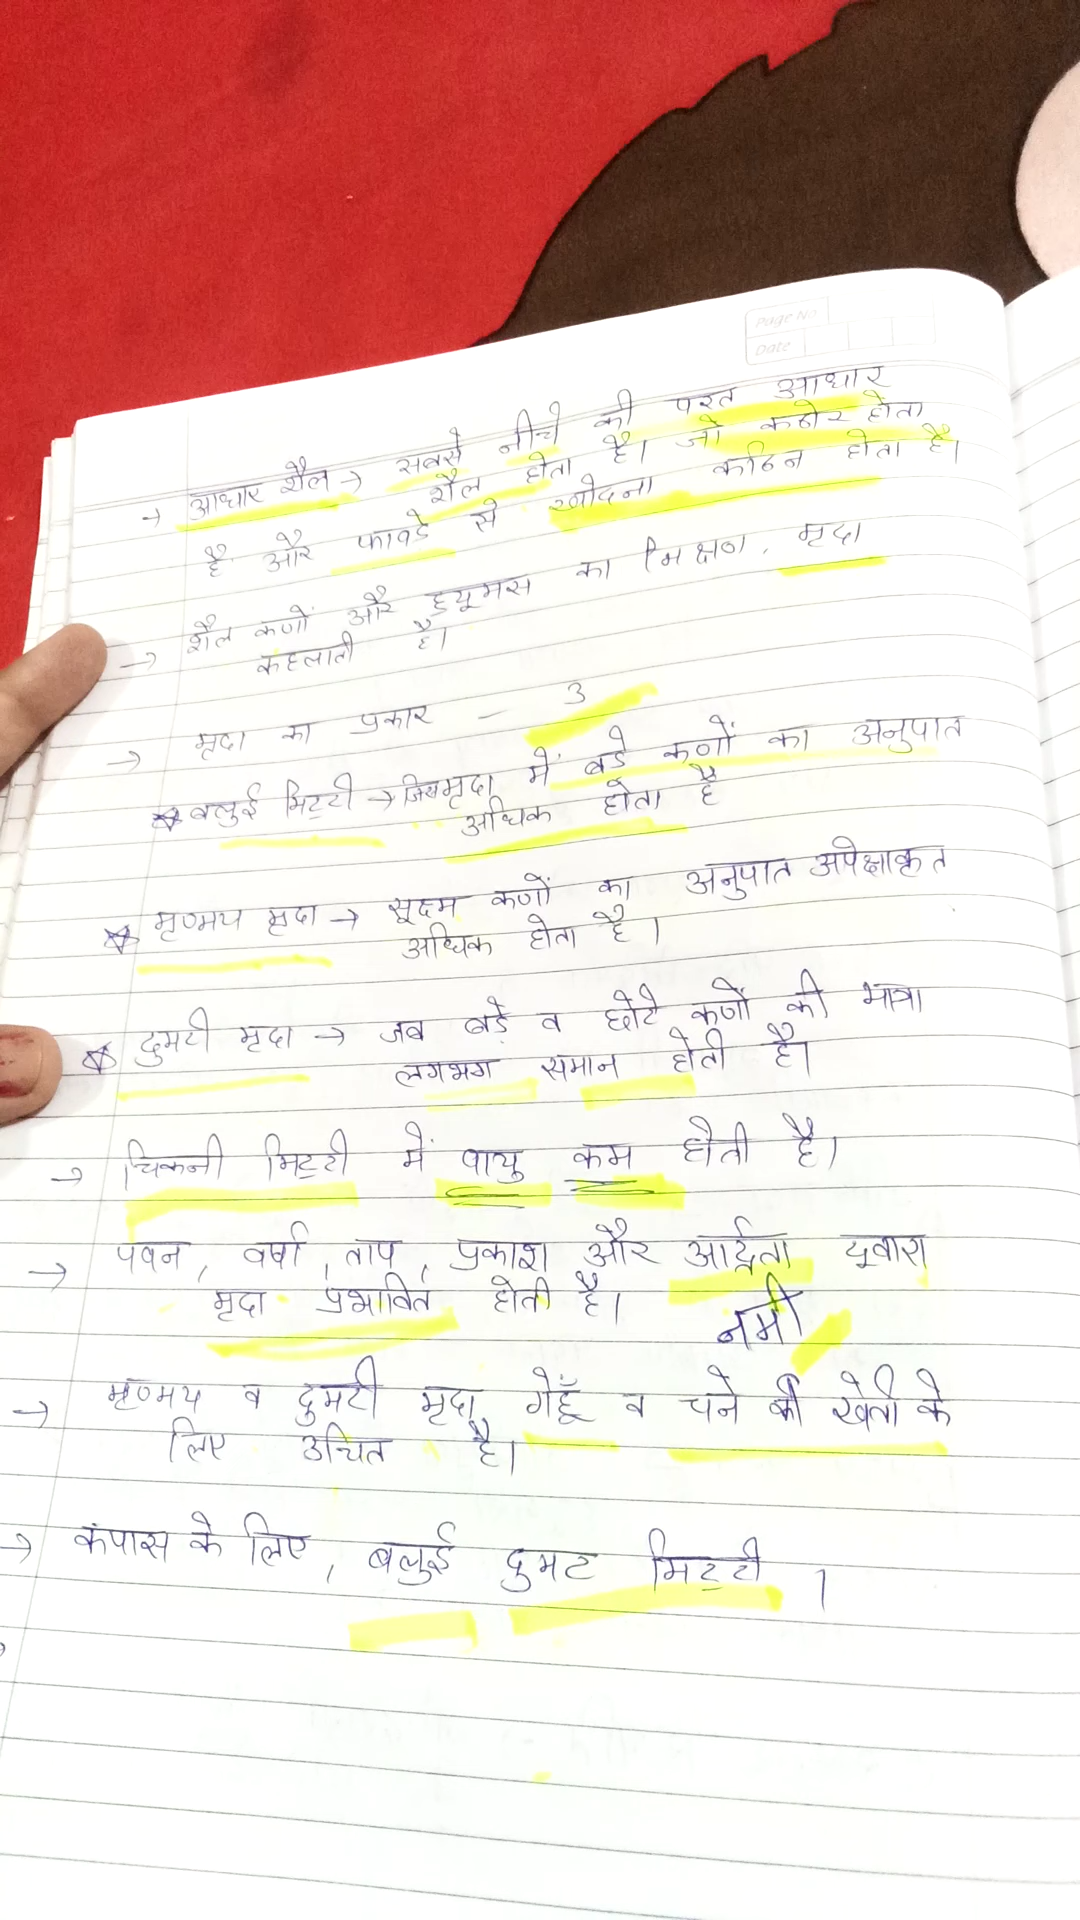 Page No
Date
→ आधार शैल → सबसे नीचे की परत आधार
शैल होता है। जो कठोर होता
है और फावडे से खोदना कठिन होता है।
→ शैल कणों और ह्यूमस का मिश्रण, मृदा
कहलाती है।
→ मृदा का प्रकार – 3
☆ बलुई मिट्टी → जिस मृदा में बडे कणों का अनुपात
अधिक होता है
☆ मृण्मय मृदा → सूक्ष्म कणों का अनुपात अपेक्षाकृत
अधिक होता है।
☆ दुमटी मृदा → जब बड़े व छोटे कणों की मात्रा
लगभग समान होती है।
→ चिकनी मिट्टी में वायु कम होती है।
→ पवन, वर्षा, ताप, प्रकाश और आर्द्रता द्वारा
मृदा प्रभावित होती है। नमी
→ मृण्मय व दुमटी मृदा गेहूँ व चने की खेती के
लिए उचित है।
→ कंपास के लिए, बलुई दुमट मिट्टी।